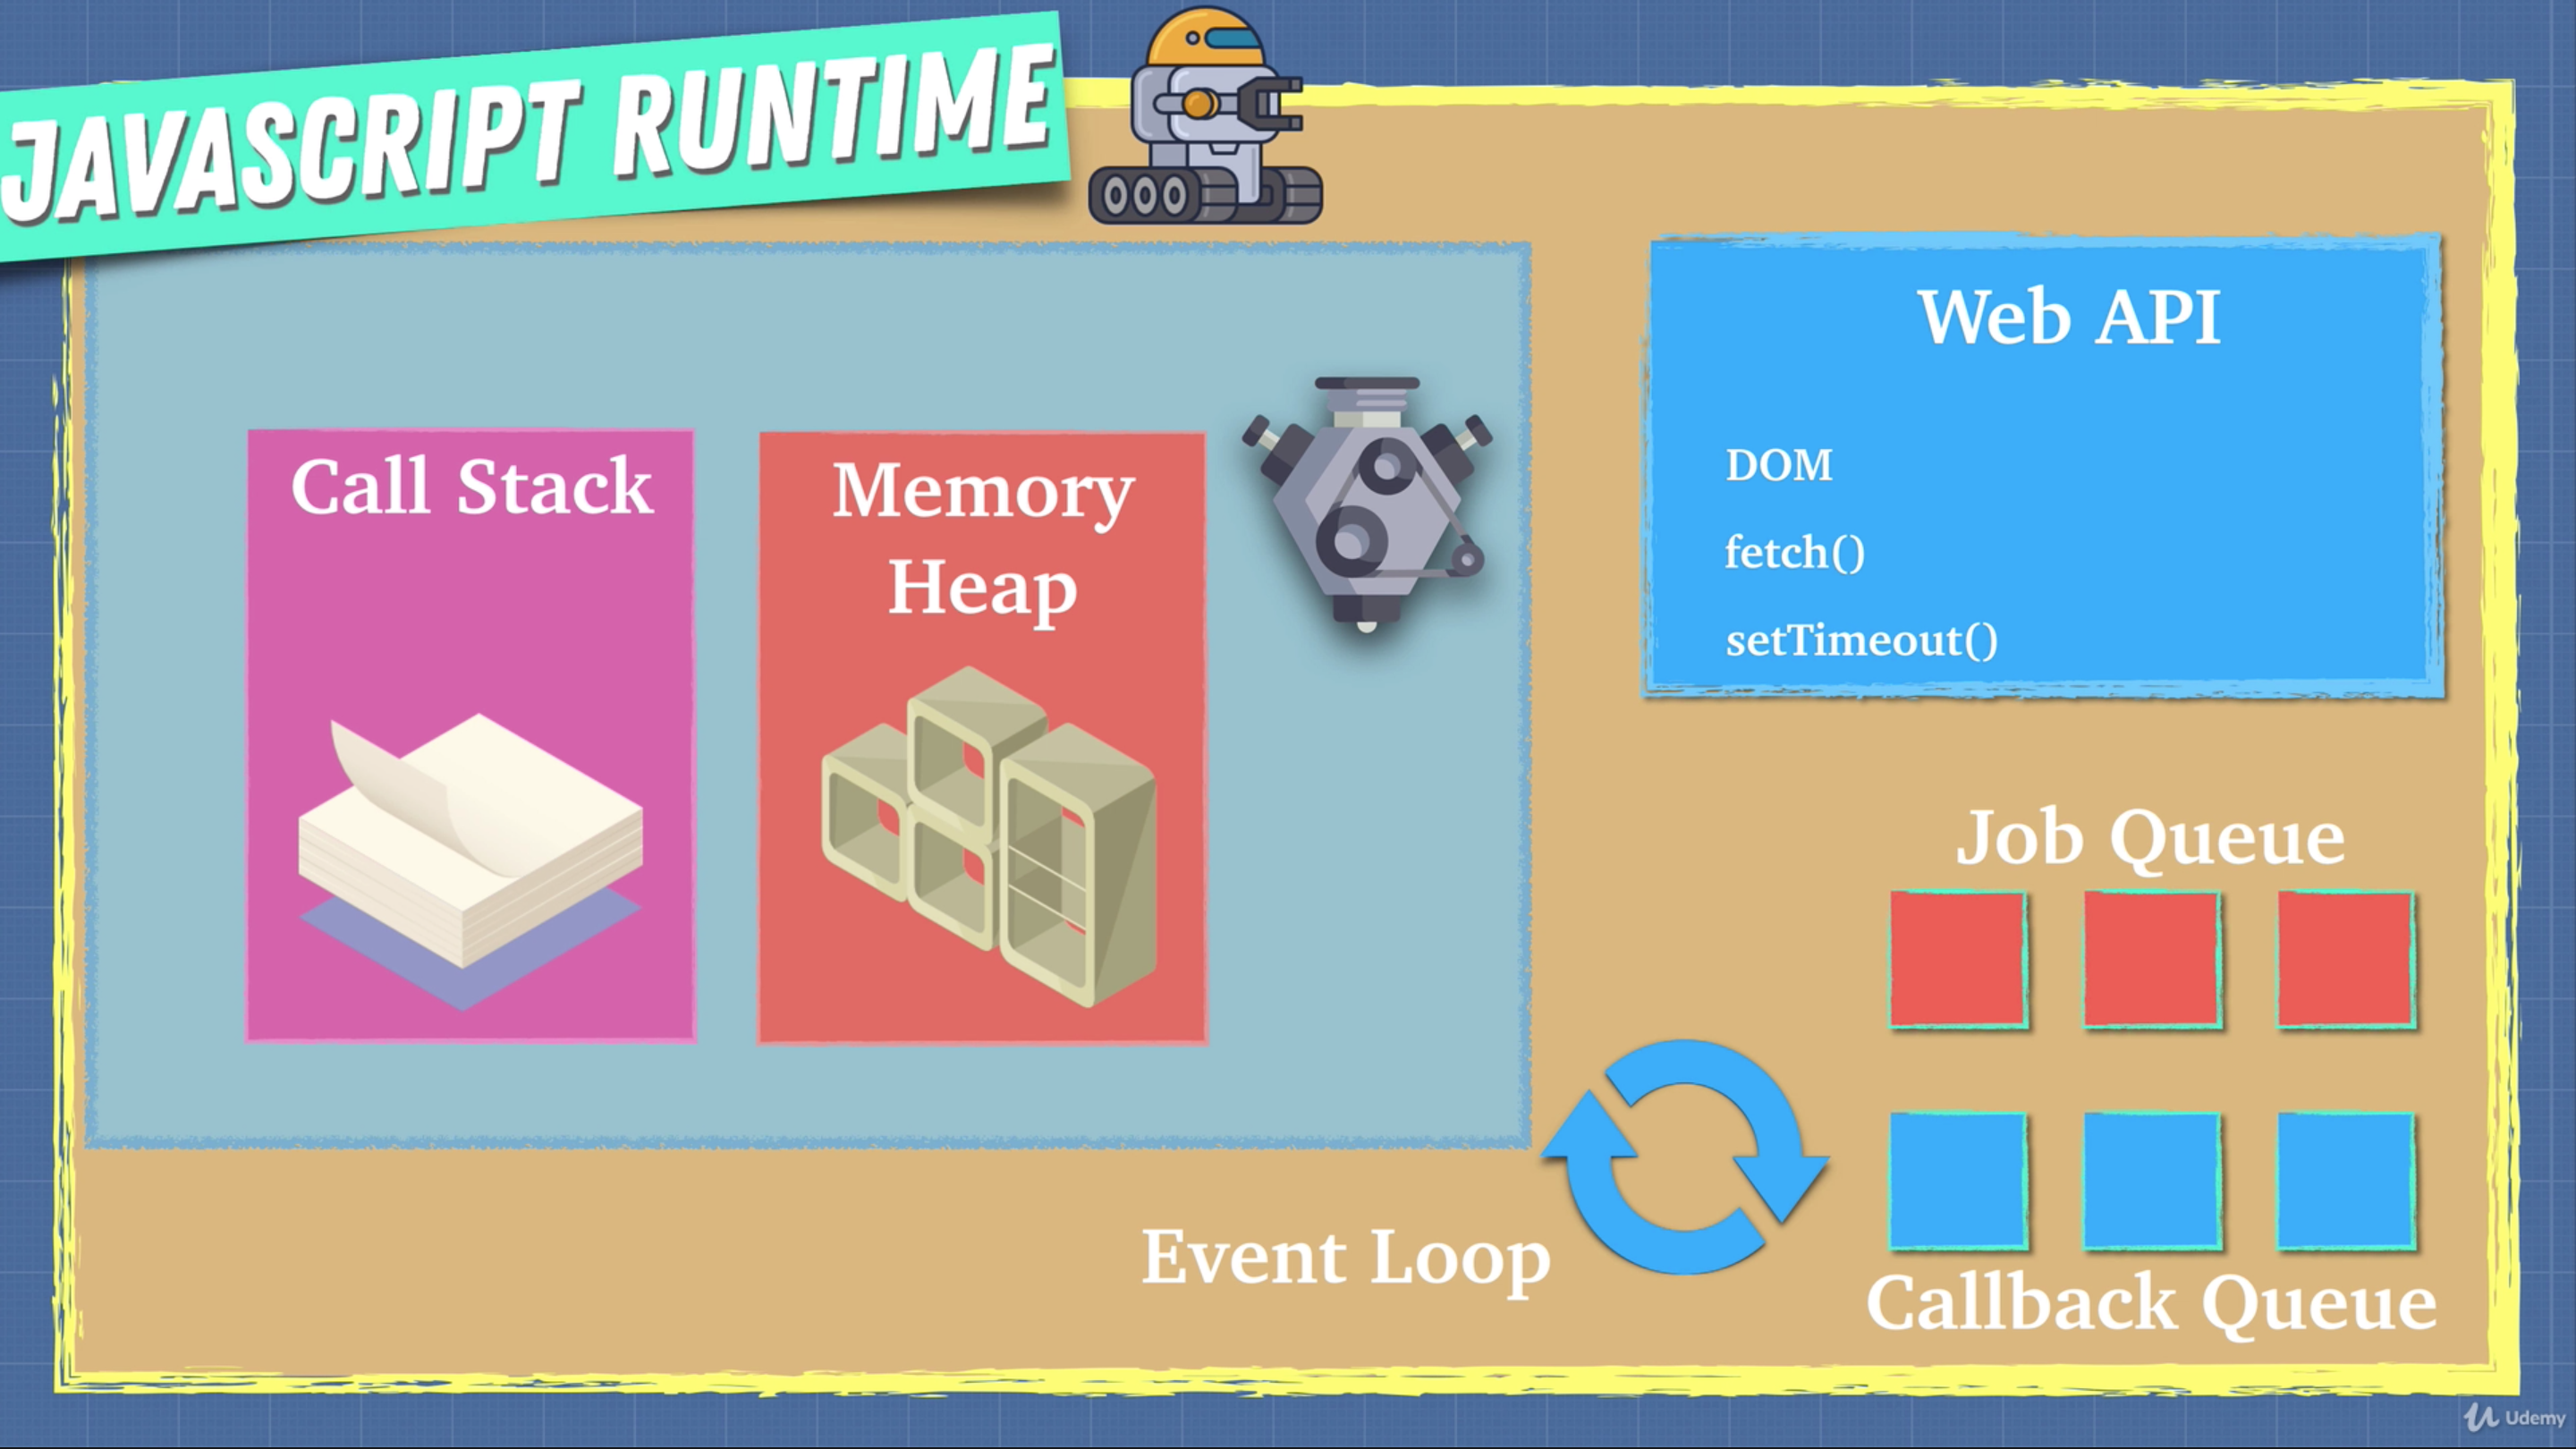 JAVASCRIPT RUNTIME
Call Stack
Memory
Heap
Web API
DOM
fetch()
setTimeout()
Job Queue
Event Loop
Callback Queue
Udemy